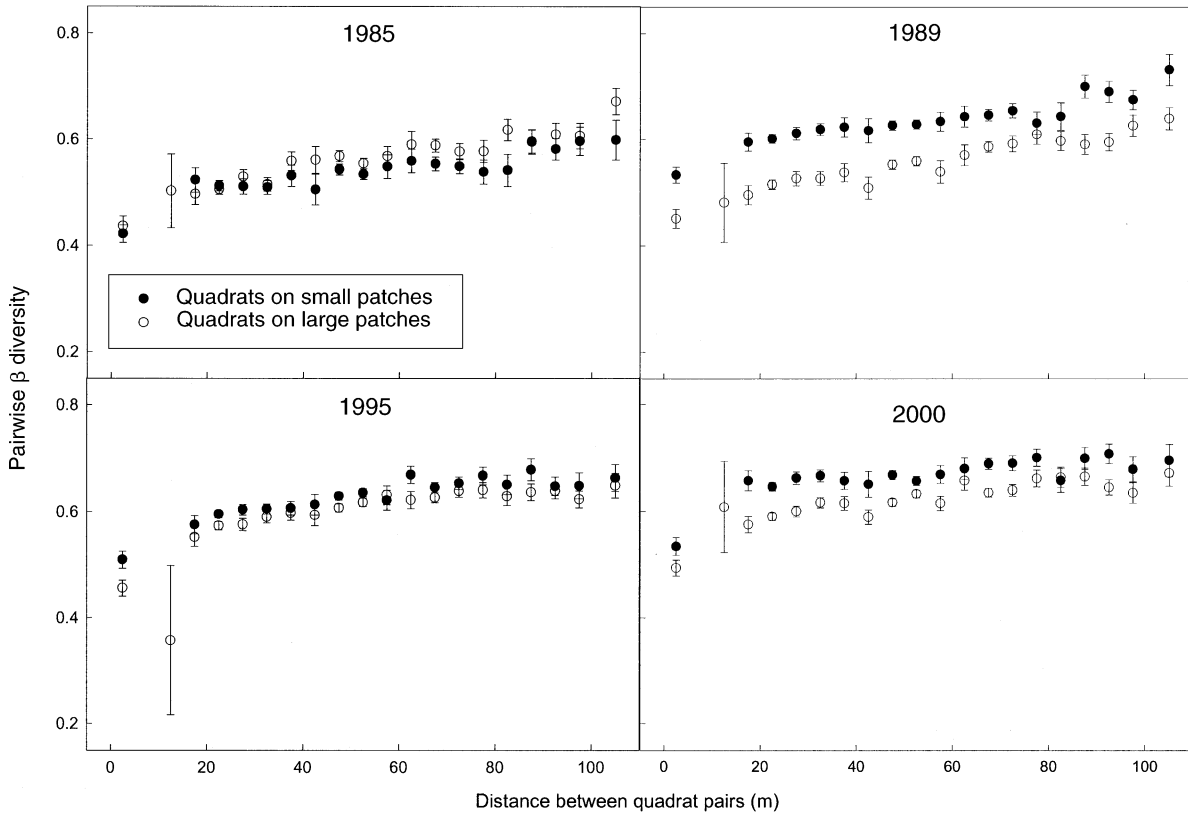 1985
1989
0.8
0.6
0.4
0.2
Quadrats on small patches
Quadrats on large patches
Pairwise β diversity
1995
2000
0.8
0.6
0.4
0.2
0 20 40 60 80 100
0 20 40 60 80 100
Distance between quadrat pairs (m)